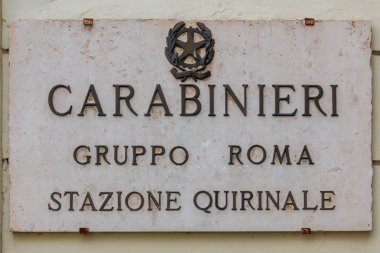 CARABINIERI
GRUPPO ROMA
STAZIONE QUIRINALE